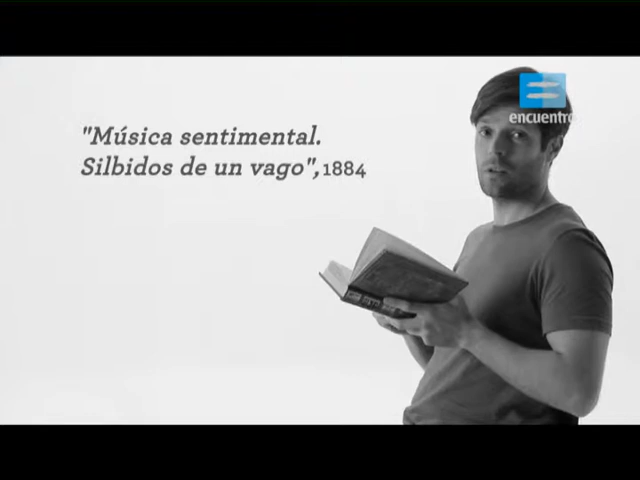 "Música sentimental.
Silbidos de un vago", 1884
encuentro